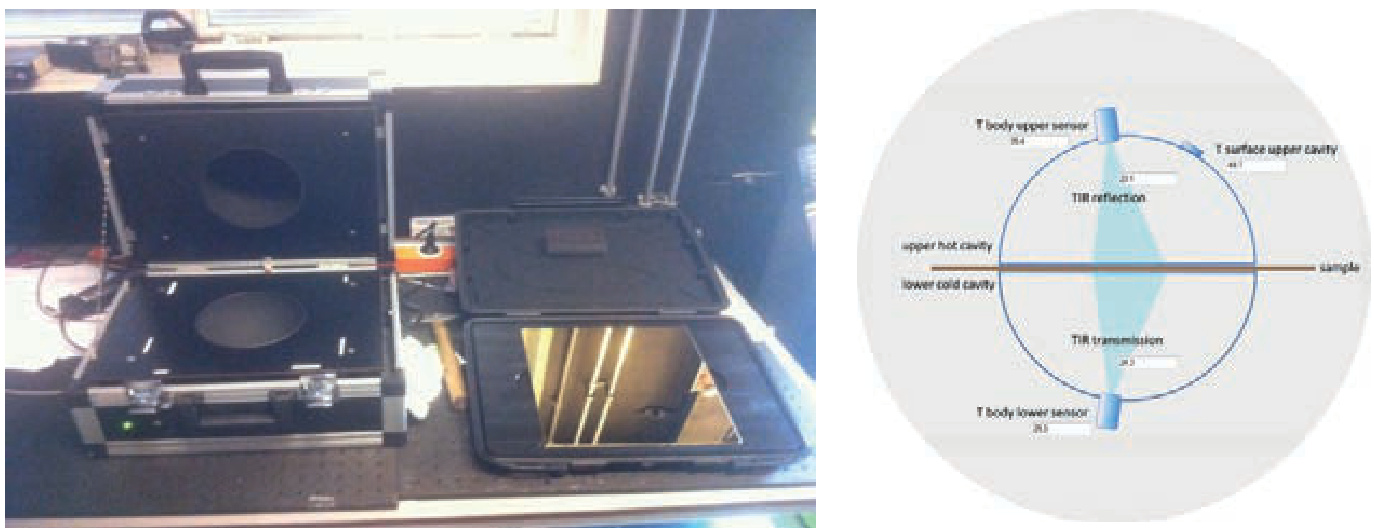 T body upper sensor
T surface upper cavity
TIR reflection
upper hot cavity
sample
lower cold cavity
TIR transmission
T body lower sensor